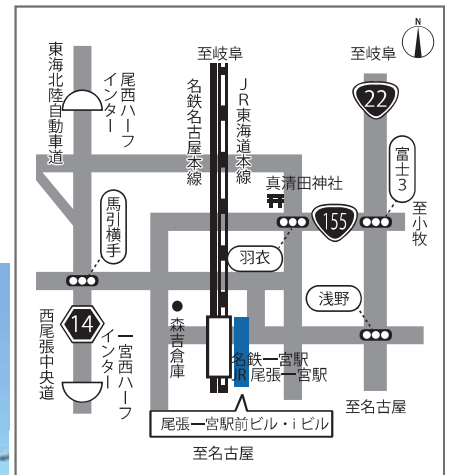 N
至岐阜
至岐阜
東海北陸自動車道
尾西ハーフ
インター
名鉄名古屋本線
JR東海道本線
22
富士3
真清田神社
155
至小牧
馬引横手
羽衣
浅野
14
西尾張中央道
一宮西ハーフ
インター
森吉倉庫
名鉄一宮駅
JR 尾張一宮駅
至名古屋
尾張一宮駅前ビル・iビル
至名古屋